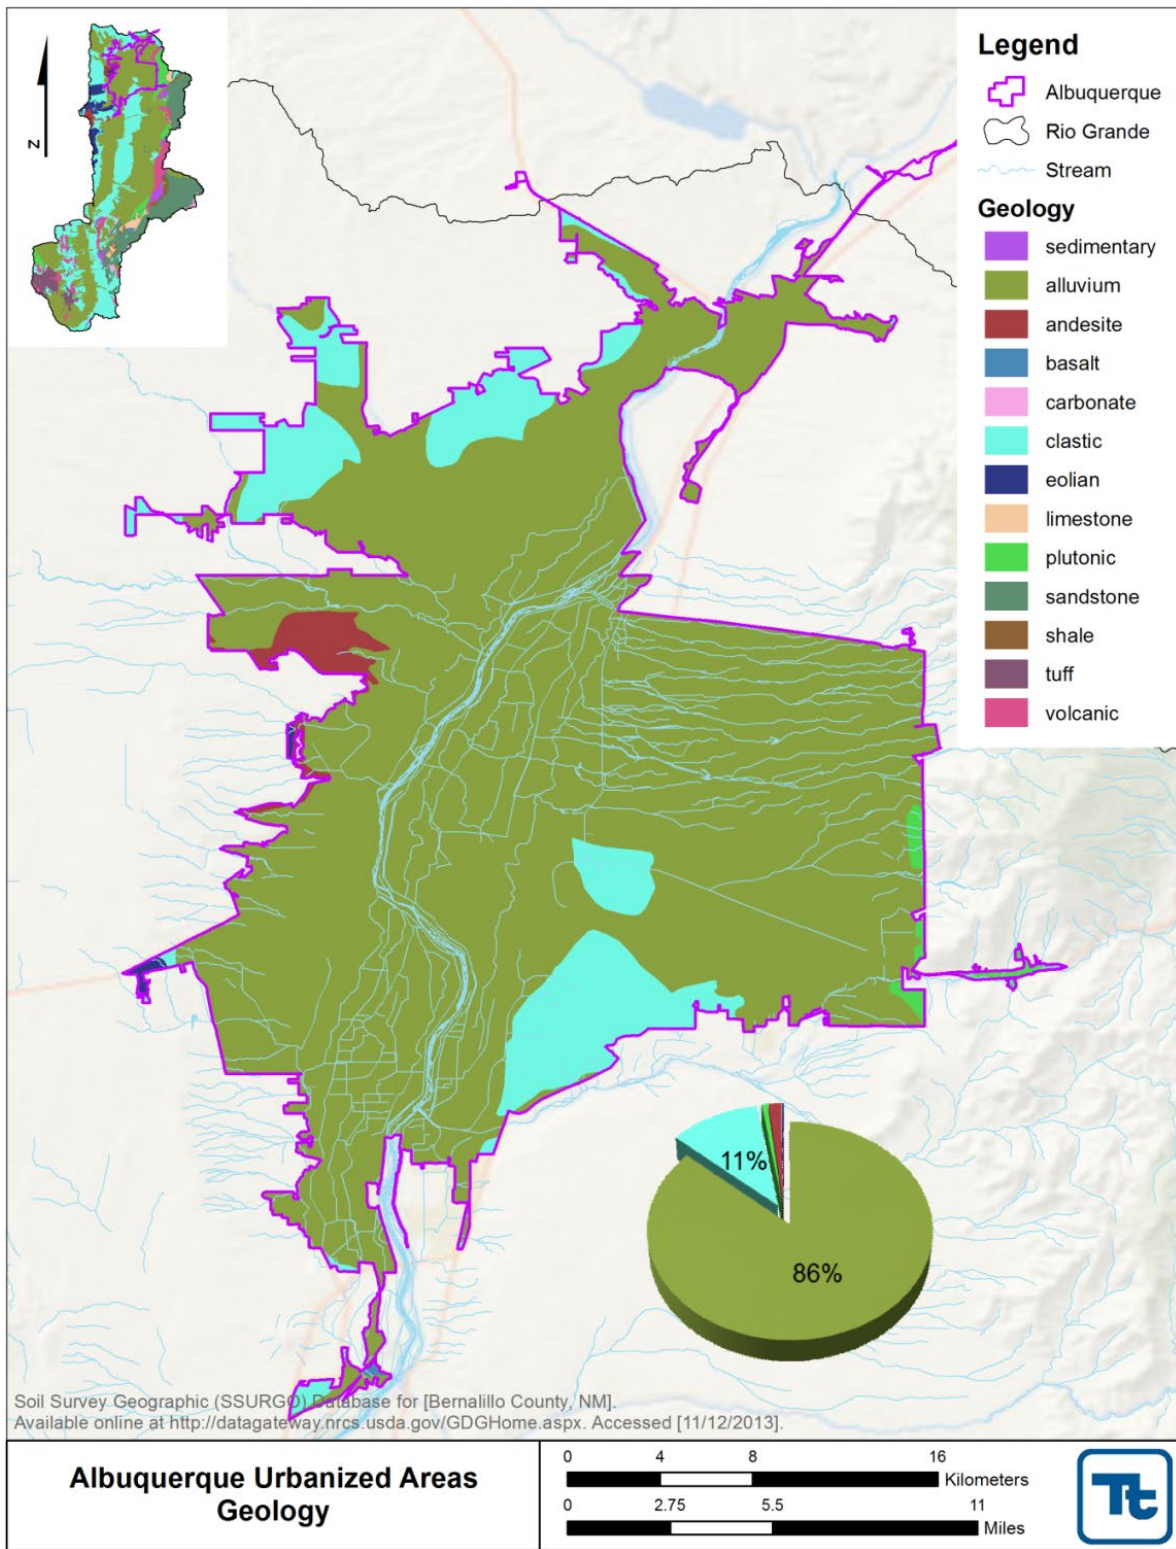 N
Legend
Albuquerque
Rio Grande
Stream
Geology
sedimentary
alluvium
andesite
basalt
carbonate
clastic
eolian
limestone
plutonic
sandstone
shale
tuff
volcanic
11%
86%
Soil Survey Geographic (SSURGO) Database for [Bernalillo County, NM].
Available online at http://datagateway.nrcs.usda.gov/GDGHome.aspx. Accessed [11/12/2013].
Albuquerque Urbanized Areas
Geology
0 4 8 16
Kilometers
0 2.75 5.5 11
Miles
Tt